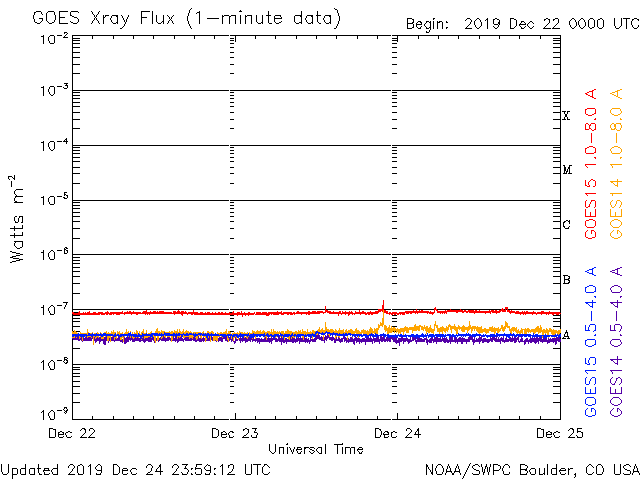 GOES Xray Flux (1-minute data)
Begin: 2019 Dec 22 0000 UTC
10⁻²
10⁻³
10⁻⁴
10⁻⁵
10⁻⁶
10⁻⁷
10⁻⁸
10⁻⁹
Watts m⁻²
X
M
C
B
A
GOES15 1.0-8.0 A
GOES14 1.0-8.0 A
GOES15 0.5-4.0 A
GOES14 0.5-4.0 A
Dec 22
Dec 23
Dec 24
Dec 25
Universal Time
Updated 2019 Dec 24 23:59:12 UTC
NOAA/SWPC Boulder, CO USA